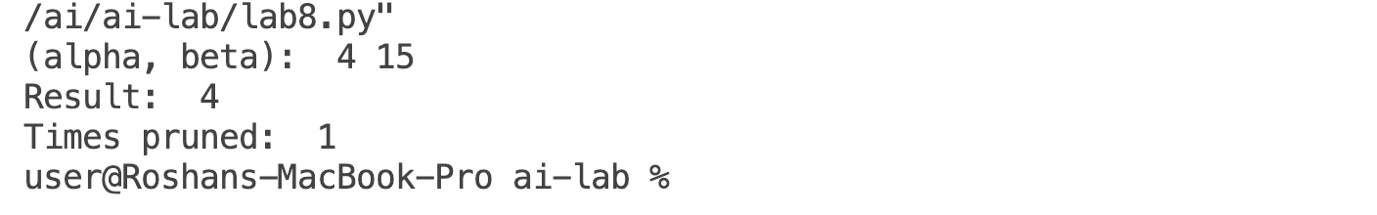 /ai/ai-lab/lab8.py"
(alpha, beta):  4 15
Result:  4
Times pruned:  1
user@Roshans-MacBook-Pro ai-lab %